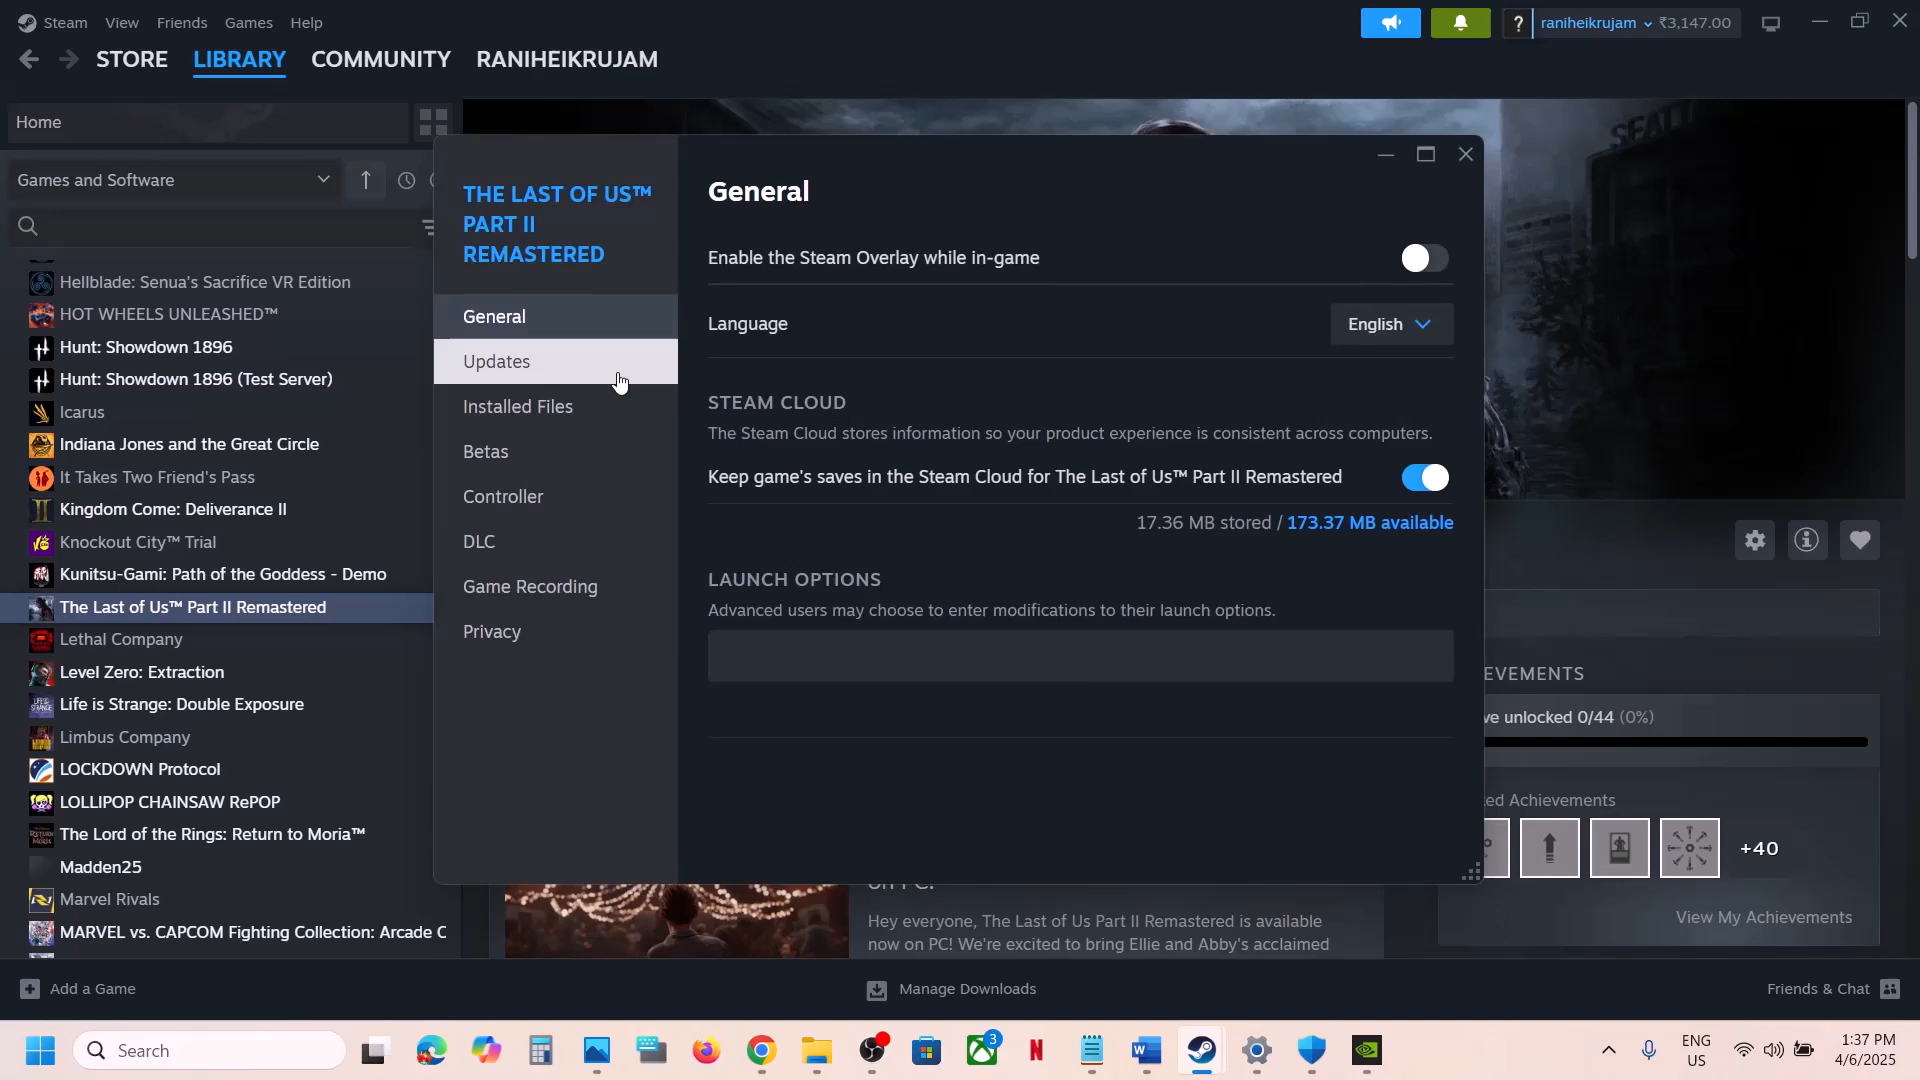 Steam View Friends Games Help
? raniheikrujam ₹3,147.00
STORE LIBRARY COMMUNITY RANIHEIKRUJAM
Home
Games and Software
Hellblade: Senua's Sacrifice VR Edition
HOT WHEELS UNLEASHED™
Hunt: Showdown 1896
Hunt: Showdown 1896 (Test Server)
Icarus
Indiana Jones and the Great Circle
It Takes Two Friend's Pass
Kingdom Come: Deliverance II
Knockout City™ Trial
Kunitsu-Gami: Path of the Goddess - Demo
The Last of Us™ Part II Remastered
Lethal Company
Level Zero: Extraction
Life is Strange: Double Exposure
Limbus Company
LOCKDOWN Protocol
LOLLIPOP CHAINSAW RePOP
The Lord of the Rings: Return to Moria™
Madden25
Marvel Rivals
MARVEL vs. CAPCOM Fighting Collection: Arcade C
THE LAST OF US™
PART II
REMASTERED
General
Updates
Installed Files
Betas
Controller
DLC
Game Recording
Privacy
General
Enable the Steam Overlay while in-game
Language English
STEAM CLOUD
The Steam Cloud stores information so your product experience is consistent across computers.
Keep game's saves in the Steam Cloud for The Last of Us™ Part II Remastered
17.36 MB stored / 173.37 MB available
LAUNCH OPTIONS
Advanced users may choose to enter modifications to their launch options.
SEATTL
EVEMENTS
ve unlocked 0/44 (0%)
ed Achievements
+40
View My Achievements
on PC!
Hey everyone, The Last of Us Part II Remastered is available
now on PC! We're excited to bring Ellie and Abby's acclaimed
Add a Game
Manage Downloads
Friends & Chat
Search
3
ENG
US
1:37 PM
4/6/2025